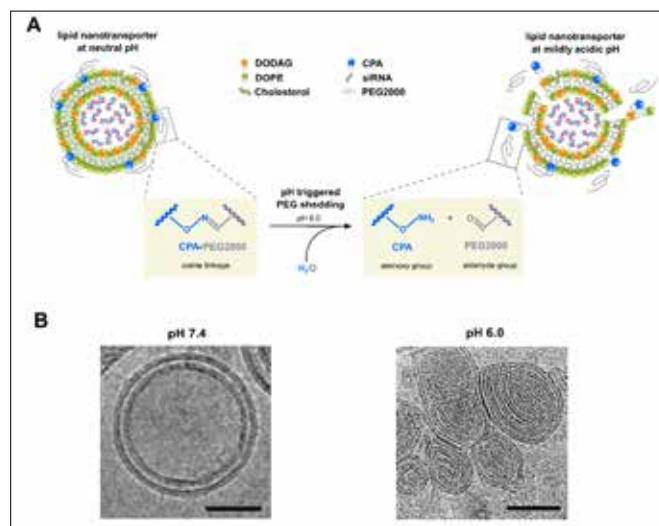 A
lipid nanotransporter
at neutral pH
DODAG
DOPE
Cholesterol
CPA
siRNA
PEG2000
lipid nanotransporter
at mildly acidic pH
pH triggered
PEG shedding
pH 6.0
H₂O
O
N
CPA-PEG2000
oxime linkage
O
NH₂
CPA
aminoxy group
+
O
PEG2000
aldehyde group
B
pH 7.4
pH 6.0